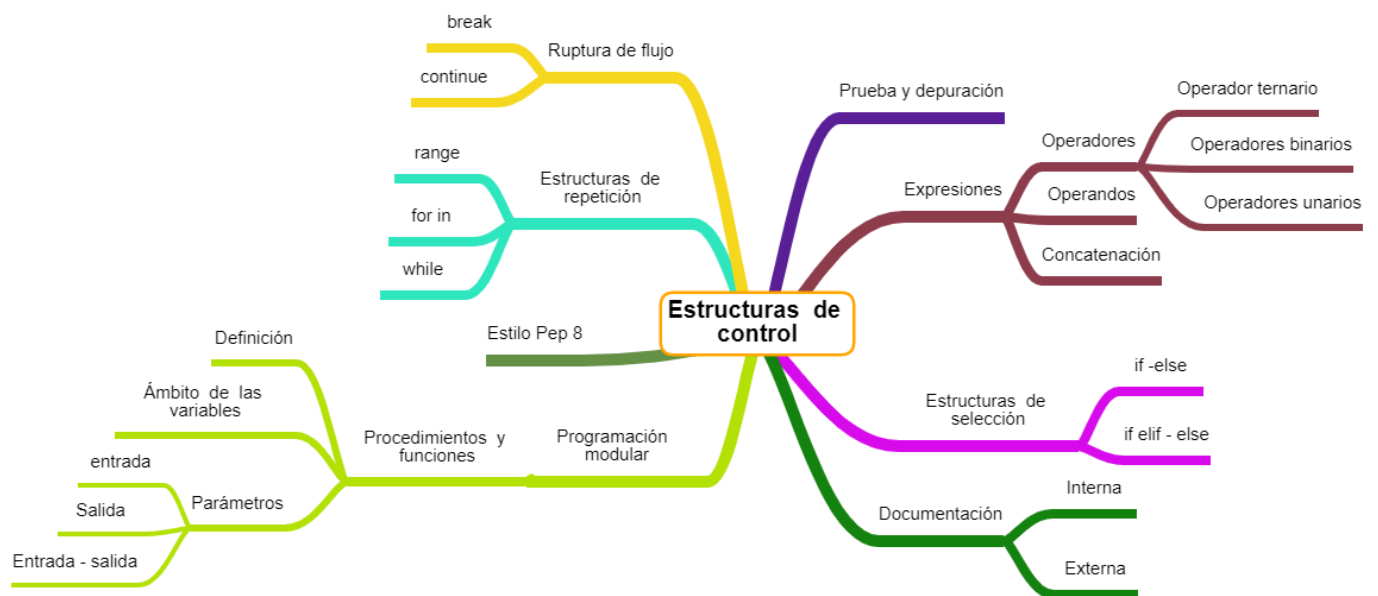 break
Ruptura de flujo
continue
range
Estructuras de
repetición
for in
while
Estilo Pep 8
Definición
Ámbito de las
variables
entrada
Salida
Entrada - salida
Parámetros
Procedimientos y
funciones
Programación
modular
Estructuras de
control
Prueba y depuración
Expresiones
Operadores
Operador ternario
Operadores binarios
Operadores unarios
Operandos
Concatenación
Estructuras de
selección
if -else
if elif - else
Documentación
Interna
Externa